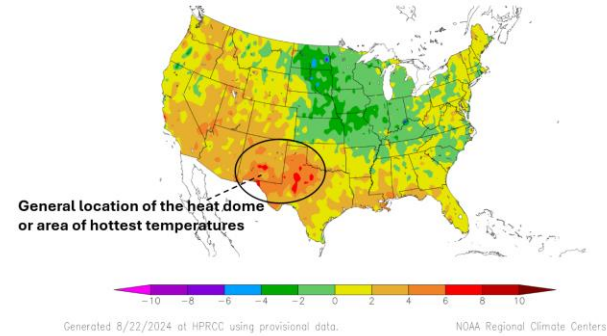 General location of the heat dome
or area of hottest temperatures
-10 -8 -6 -4 -2 0 2 4 6 8 10
Generated 8/22/2024 at HPRCC using provisional data. NOAA Regional Climate Centers